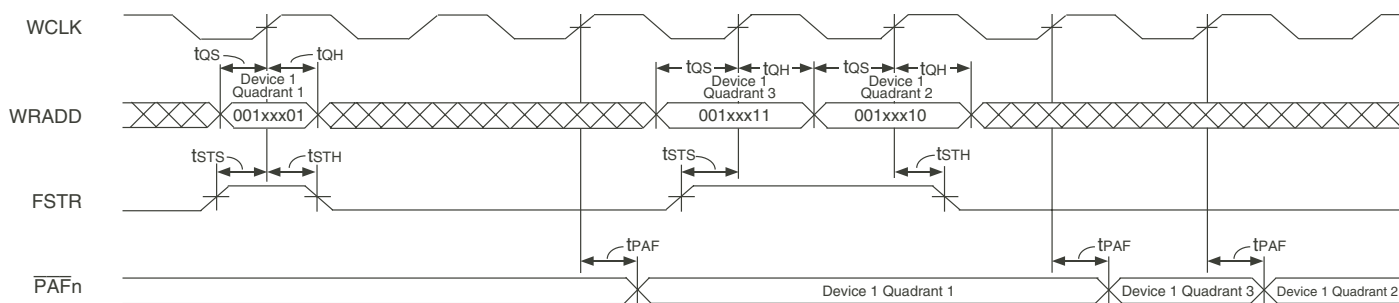 WCLK
tQS tQH tQS tQH tQS tQH
Device 1 Quadrant 1
Device 1 Quadrant 3
Device 1 Quadrant 2
WRADD 001xxx01 001xxx11 001xxx10
tSTS tSTH tSTS tSTH
FSTR
tPAF tPAF tPAF
PAFn Device 1 Quadrant 1 Device 1 Quadrant 3 Device 1 Quadrant 2